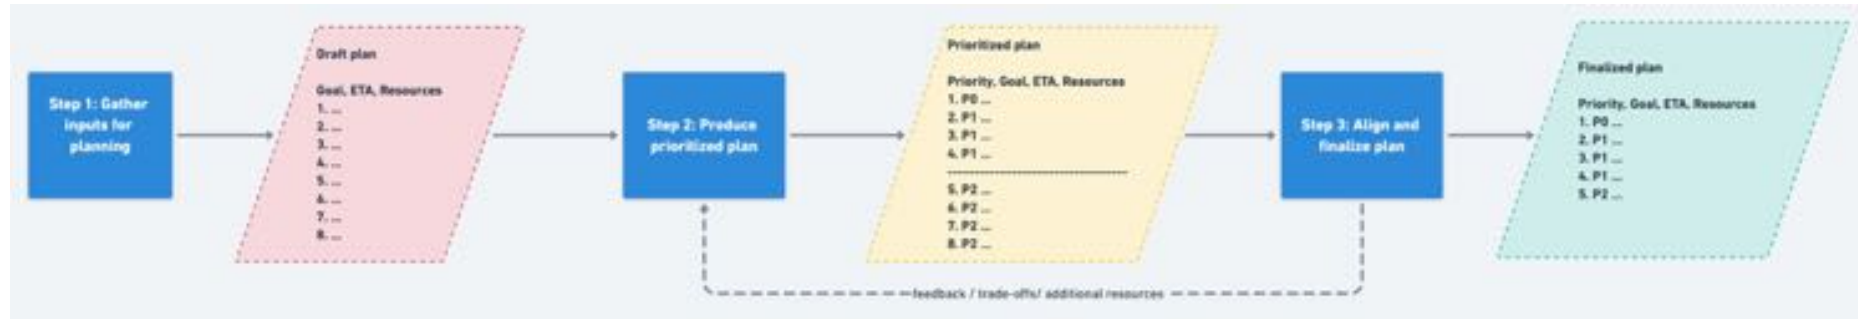 Step 1: Gather
inputs for
planning
Draft plan
Goal, ETA, Resources
1. ...
2. ...
3. ...
4. ...
5. ...
6. ...
7. ...
8. ...
Step 2: Produce
prioritized plan
Prioritized plan
Priority, Goal, ETA, Resources
1. P0 ...
2. P1 ...
3. P1 ...
4. P1 ...
5. P2 ...
6. P2 ...
7. P2 ...
8. P2 ...
Step 3: Align and
finalize plan
Finalized plan
Priority, Goal, ETA, Resources
1. P0 ...
2. P1 ...
3. P1 ...
4. P1 ...
5. P2 ...
feedback / trade-offs/ additional resources